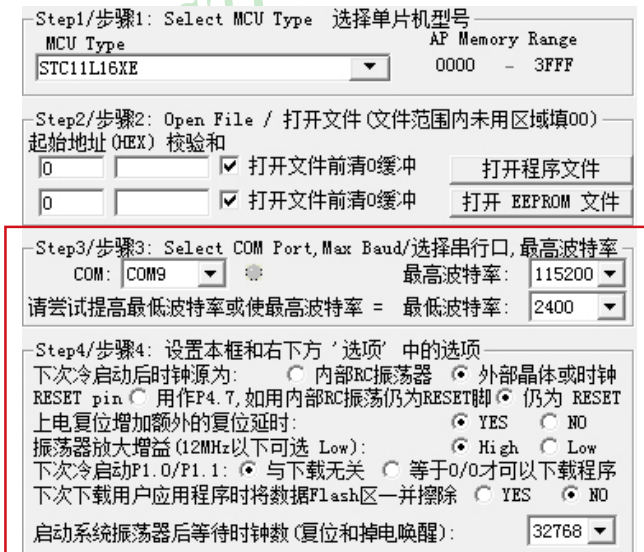 Step1/步骤1: Select MCU Type 选择单片机型号
MCU Type AP Memory Range
STC11L16XE 0000 - 3FFF
Step2/步骤2: Open File / 打开文件(文件范围内未用区域填00)
起始地址(HEX) 校验和
0 打开文件前清0缓冲 打开程序文件
0 打开文件前清0缓冲 打开 EEPROM 文件
Step3/步骤3: Select COM Port,Max Baud/选择串行口,最高波特率
COM: COM9 最高波特率: 115200
请尝试提高最低波特率或使最高波特率 = 最低波特率: 2400
Step4/步骤4: 设置本框和右下方 '选项' 中的选项
下次冷启动后时钟源为: 内部RC振荡器 外部晶体或时钟
RESET pin 用作P4.7,如用内部RC振荡仍为RESET脚 仍为 RESET
上电复位增加额外的复位延时: YES NO
振荡器放大增益(12MHz以下可选 Low): High Low
下次冷启动P1.0/P1.1: 与下载无关 等于0/0才可以下载程序
下次下载用户应用程序时将数据Flash区一并擦除 YES NO
启动系统振荡器后等待时钟数(复位和掉电唤醒): 32768